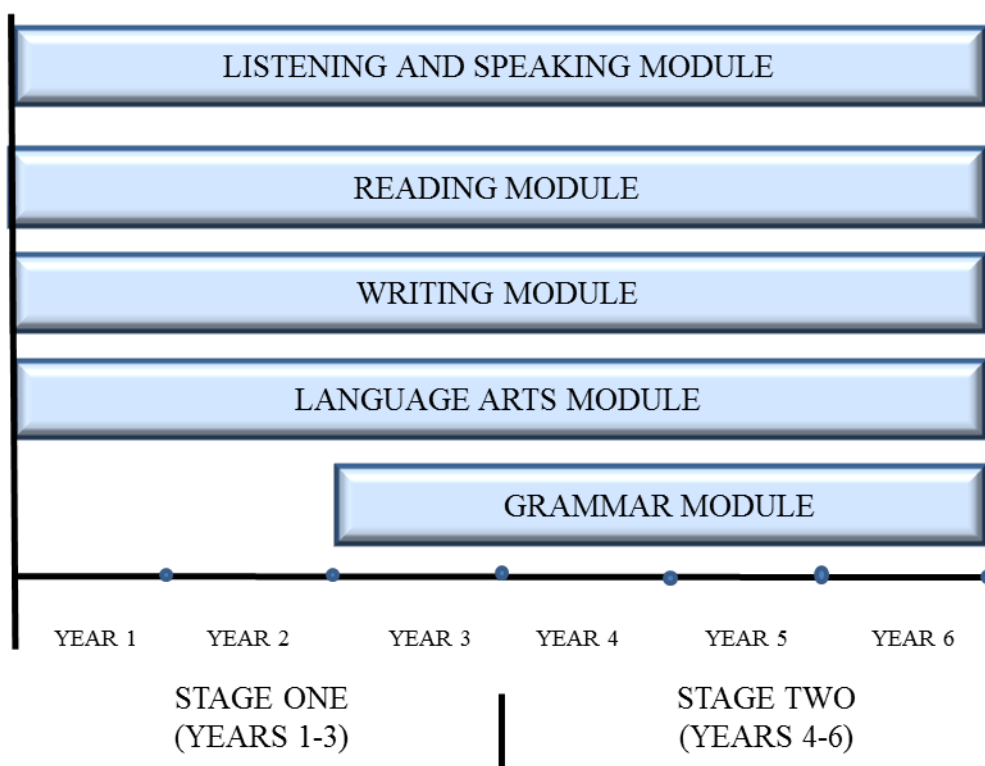 LISTENING AND SPEAKING MODULE
READING MODULE
WRITING MODULE
LANGUAGE ARTS MODULE
GRAMMAR MODULE
YEAR 1 YEAR 2 YEAR 3 YEAR 4 YEAR 5 YEAR 6
STAGE ONE
(YEARS 1-3)
STAGE TWO
(YEARS 4-6)